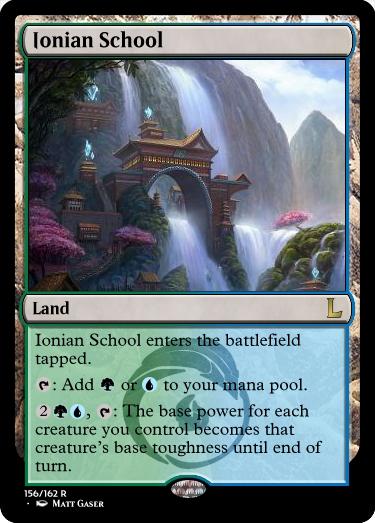 Ionian School
Land
L
Ionian School enters the battlefield
tapped.
: Add or to your mana pool.
2 , : The base power for each
creature you control becomes that
creature's base toughness until end of
turn.
156/162 R
· Matt Gaser